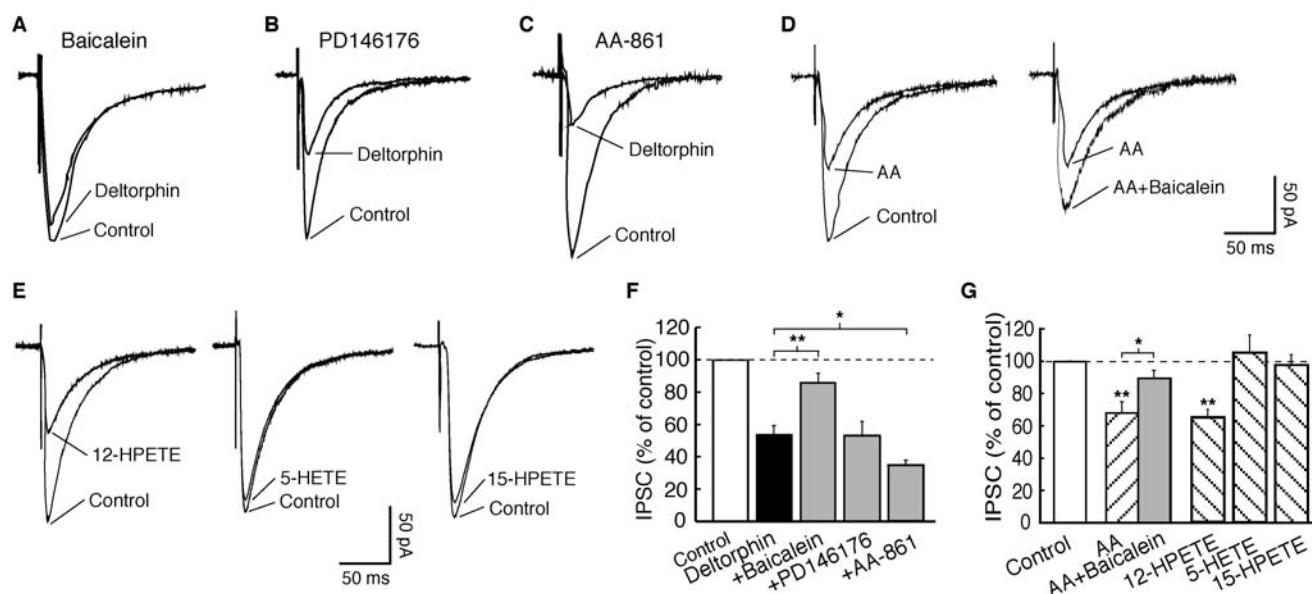 A
Baicalein
Deltorphin
Control
B
PD146176
Deltorphin
Control
C
AA-861
Deltorphin
Control
D
AA
Control
AA
AA+Baicalein
50 pA
50 ms
E
12-HPETE
Control
5-HETE
Control
15-HPETE
Control
50 pA
50 ms
F
IPSC (% of control)
120
100
80
60
40
20
0
*
**
Control
Deltorphin
+Baicalein
+PD146176
+AA-861
G
IPSC (% of control)
120
100
80
60
40
20
0
*
**
**
Control
AA
AA+Baicalein
12-HPETE
5-HETE
15-HPETE